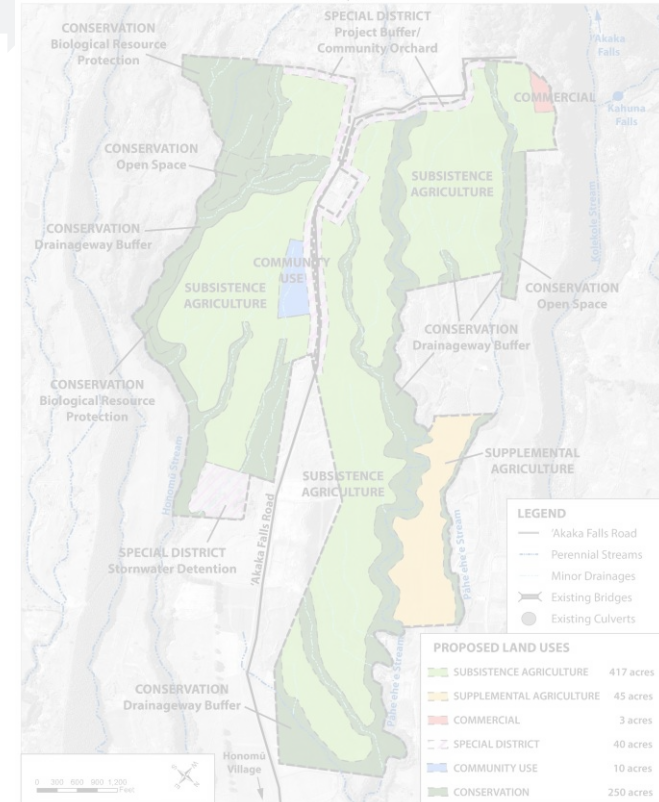 CONSERVATION
Biological Resource
Protection
SPECIAL DISTRICT
Project Buffer/
Community Orchard
'Akaka
Falls
COMMERCIAL
Kahuna
Falls
CONSERVATION
Open Space
SUBSISTENCE
AGRICULTURE
Kolekole Stream
CONSERVATION
Drainageway Buffer
COMMUNITY
USE
SUBSISTENCE
AGRICULTURE
CONSERVATION
Open Space
CONSERVATION
Drainageway Buffer
CONSERVATION
Biological Resource
Protection
Honomū Stream
SUBSISTENCE
AGRICULTURE
SUPPLEMENTAL
AGRICULTURE
'Akaka Falls Road
SPECIAL DISTRICT
Stornwater Detention
Pāhe'ehe'e Stream
LEGEND
'Akaka Falls Road
Perennial Streams
Minor Drainages
Existing Bridges
Existing Culverts
CONSERVATION
Drainageway Buffer
Pāhe'ehe'e Stream
Honomū
Village
0 300 600 900 1,200
Feet
PROPOSED LAND USES
SUBSISTENCE AGRICULTURE 417 acres
SUPPLEMENTAL AGRICULTURE 45 acres
COMMERCIAL 3 acres
SPECIAL DISTRICT 40 acres
COMMUNITY USE 10 acres
CONSERVATION 250 acres